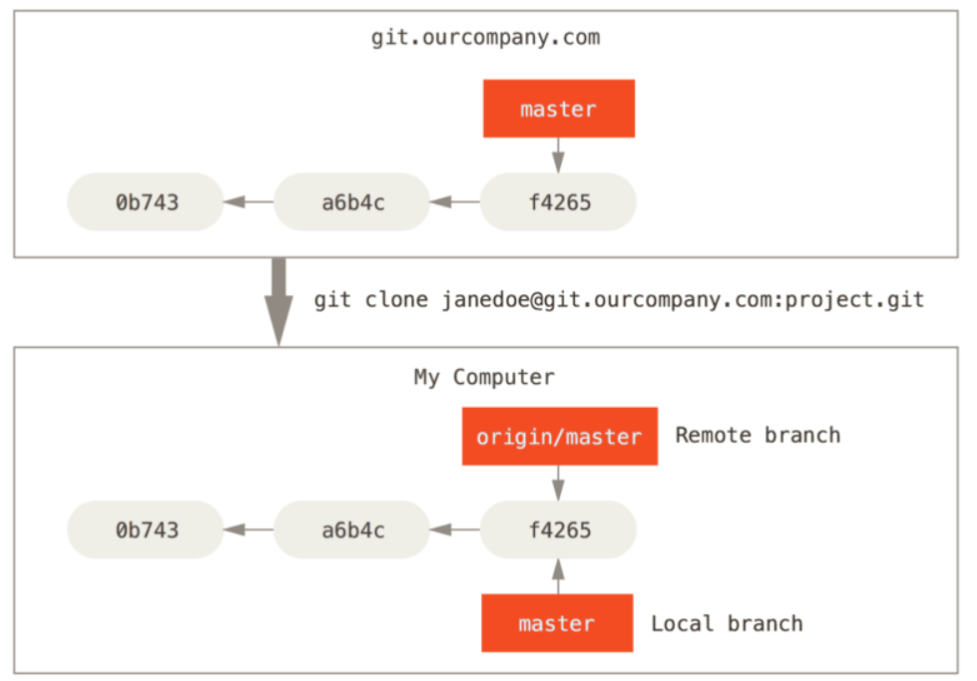 git.ourcompany.com
master
0b743
a6b4c
f4265
git clone janedoe@git.ourcompany.com:project.git
My Computer
origin/master
Remote branch
0b743
a6b4c
f4265
master
Local branch